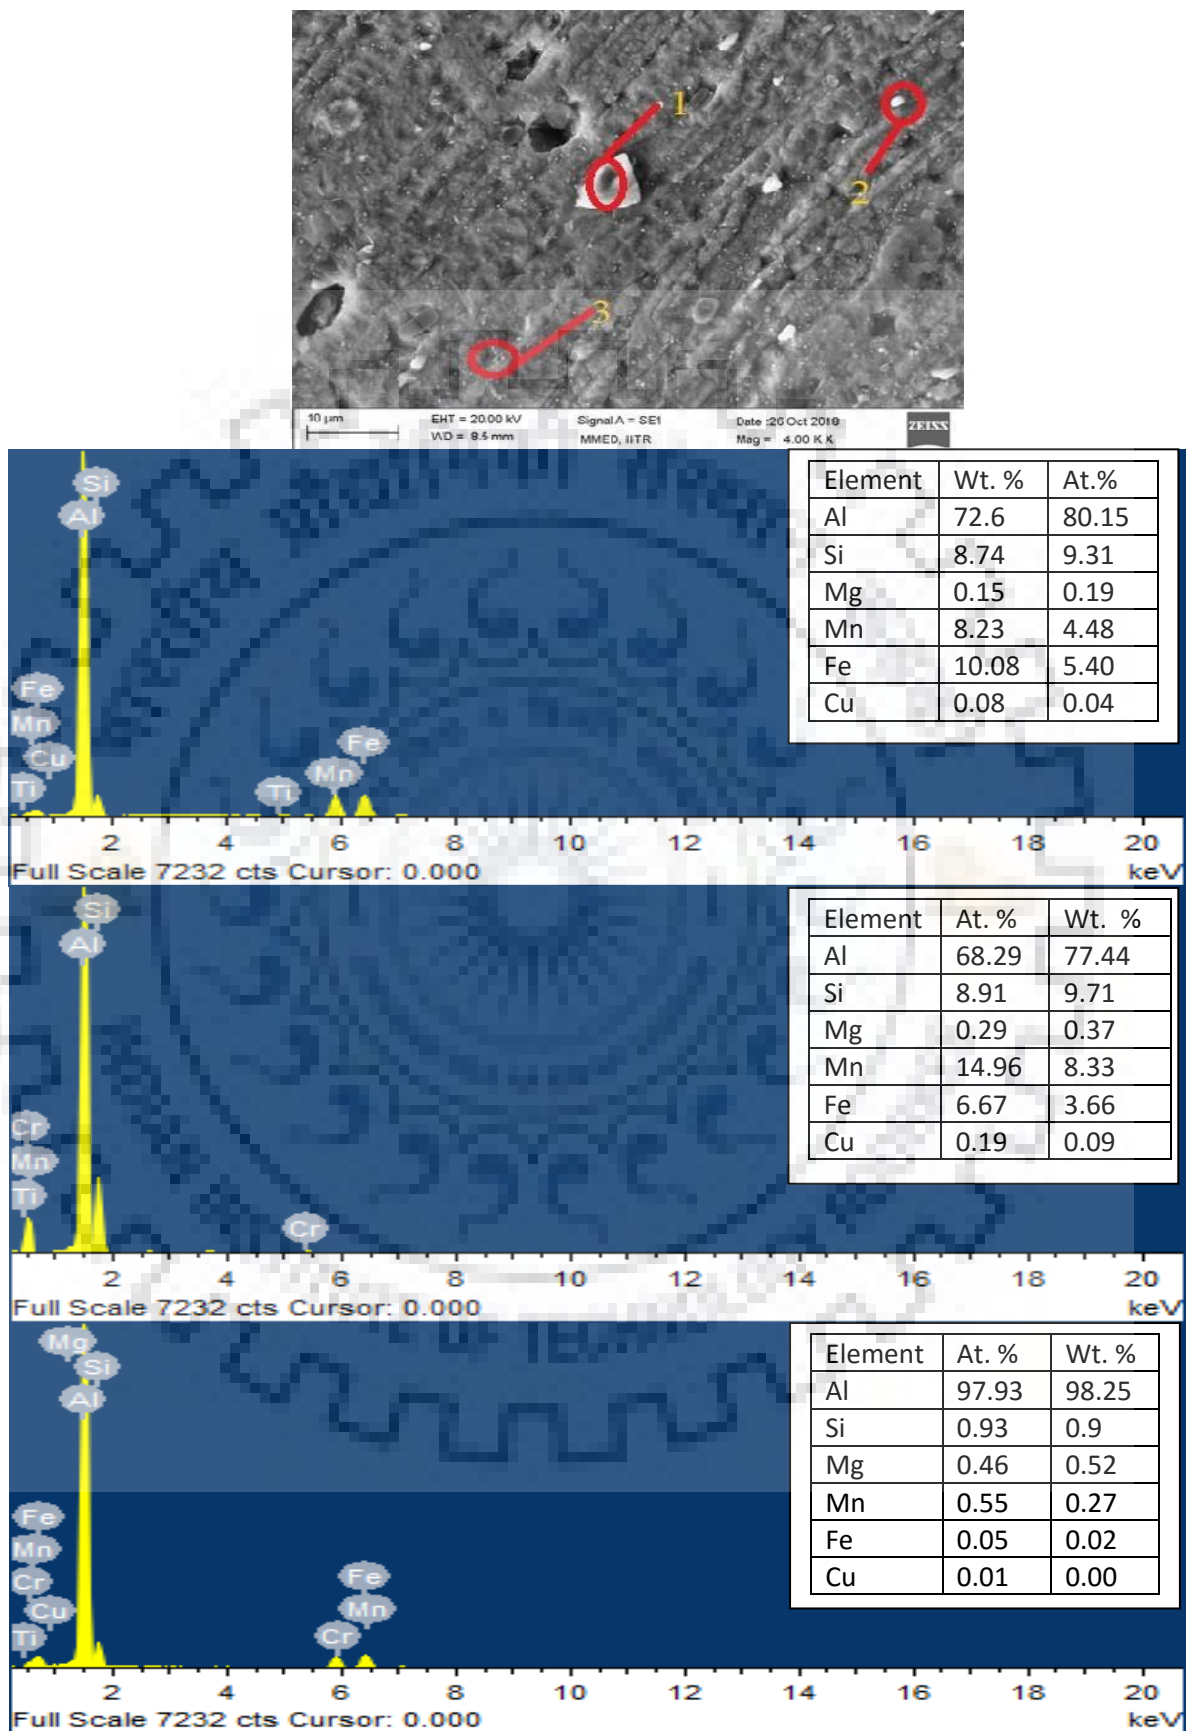 1
2
3
10 µm
EHT = 20.00 kV
Signal A = SE1
Date :26 Oct 2018
ZEISS
WD = 8.5 mm
MMED, IITR
Mag = 4.00 K X
Si
Al
Fe
Mn
Cu
Ti
Ti
Mn
Fe
Element Wt. % At.%
Al 72.6 80.15
Si 8.74 9.31
Mg 0.15 0.19
Mn 8.23 4.48
Fe 10.08 5.40
Cu 0.08 0.04
2 4 6 8 10 12 14 16 18 20
Full Scale 7232 cts Cursor: 0.000 keV
Si
Al
Cr
Mn
Ti
Cr
Element At. % Wt. %
Al 68.29 77.44
Si 8.91 9.71
Mg 0.29 0.37
Mn 14.96 8.33
Fe 6.67 3.66
Cu 0.19 0.09
2 4 6 8 10 12 14 16 18 20
Full Scale 7232 cts Cursor: 0.000 keV
Mg
Si
Al
Fe
Mn
Cr
Cu
Ti
Fe
Mn
Cr
Element At. % Wt. %
Al 97.93 98.25
Si 0.93 0.9
Mg 0.46 0.52
Mn 0.55 0.27
Fe 0.05 0.02
Cu 0.01 0.00
2 4 6 8 10 12 14 16 18 20
Full Scale 7232 cts Cursor: 0.000 keV